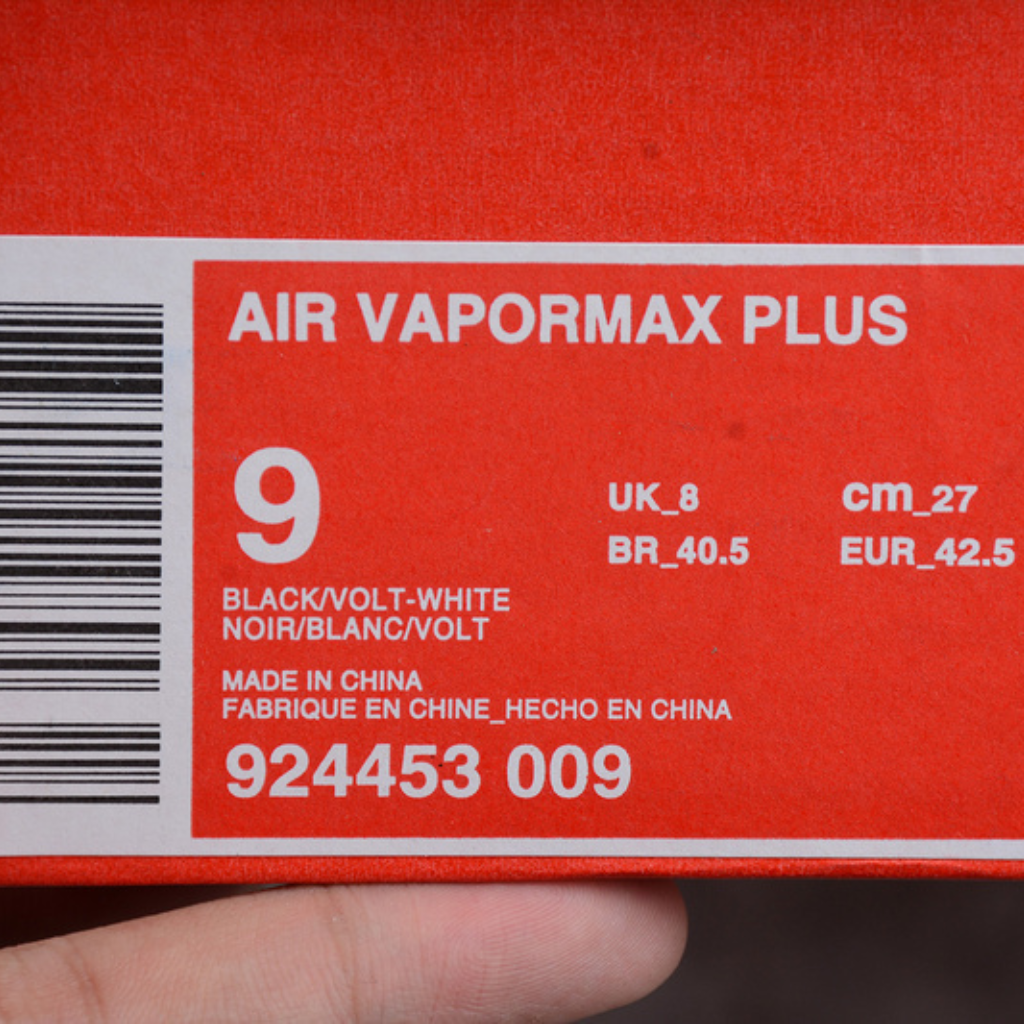 AIR VAPORMAX PLUS
9
UK_8 cm_27
BR_40.5 EUR_42.5
BLACK/VOLT-WHITE
NOIR/BLANC/VOLT
MADE IN CHINA
FABRIQUE EN CHINE_HECHO EN CHINA
924453 009